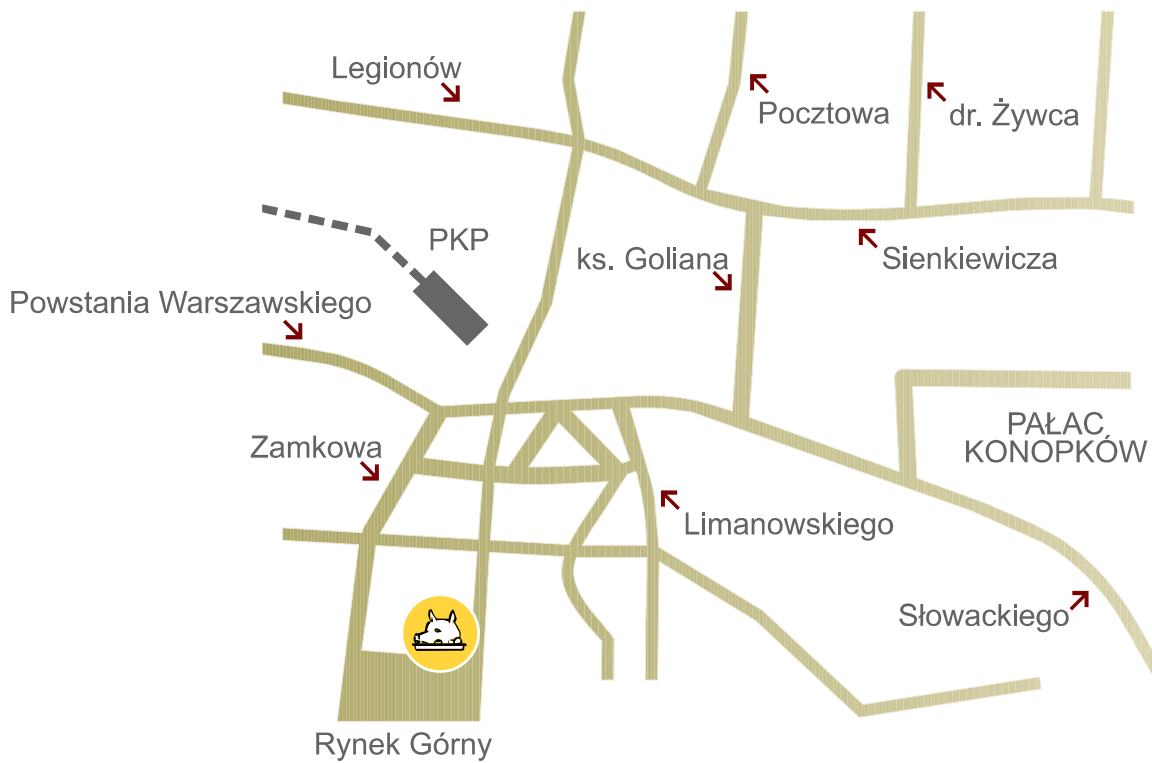 Legionów
Pocztowa
dr. Żywca
PKP
ks. Goliana
Sienkiewicza
Powstania Warszawskiego
PAŁAC
KONOPKÓW
Zamkowa
Limanowskiego
Słowackiego
Rynek Górny